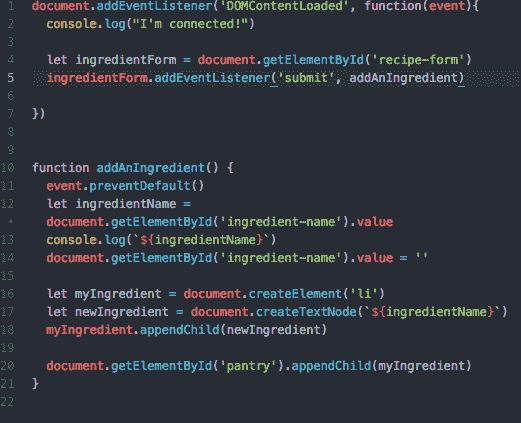 1 document.addEventListener('DOMContentLoaded', function(event){
2   console.log("I'm connected!")
3
4   let ingredientForm = document.getElementById('recipe-form')
5   ingredientForm.addEventListener('submit', addAnIngredient)
6
7 })
8
9
10 function addAnIngredient() {
11   event.preventDefault()
12   let ingredientName =
•   document.getElementById('ingredient-name').value
13   console.log(`${ingredientName}`)
14   document.getElementById('ingredient-name').value = ''
15
16   let myIngredient = document.createElement('li')
17   let newIngredient = document.createTextNode(`${ingredientName}`)
18   myIngredient.appendChild(newIngredient)
19
20   document.getElementById('pantry').appendChild(myIngredient)
21 }
22